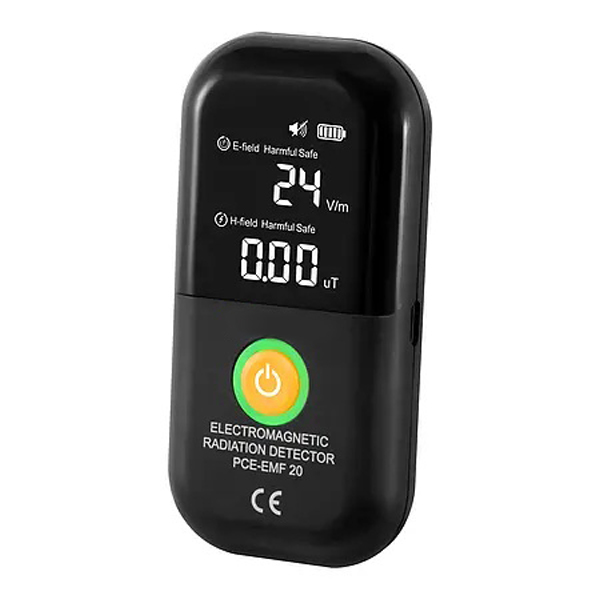 E-field Harmful Safe
24 V/m
H-field Harmful Safe
0.00 uT
ELECTROMAGNETIC
RADIATION DETECTOR
PCE-EMF 20
CE